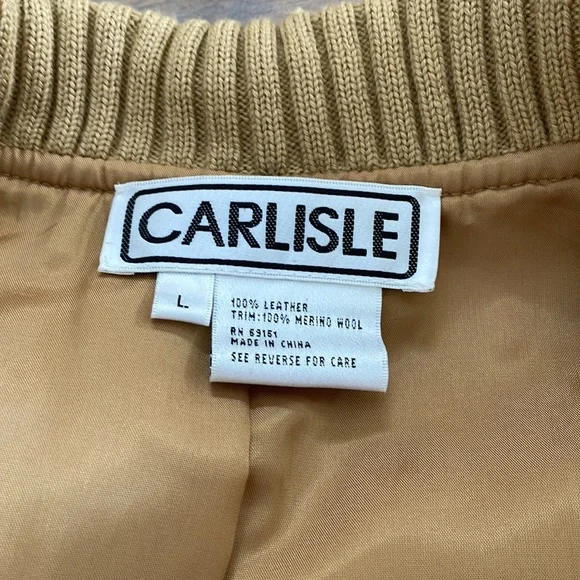 CARLISLE
L
100% LEATHER
TRIM:100% MERINO WOOL
RN 69161
MADE IN CHINA
SEE REVERSE FOR CARE